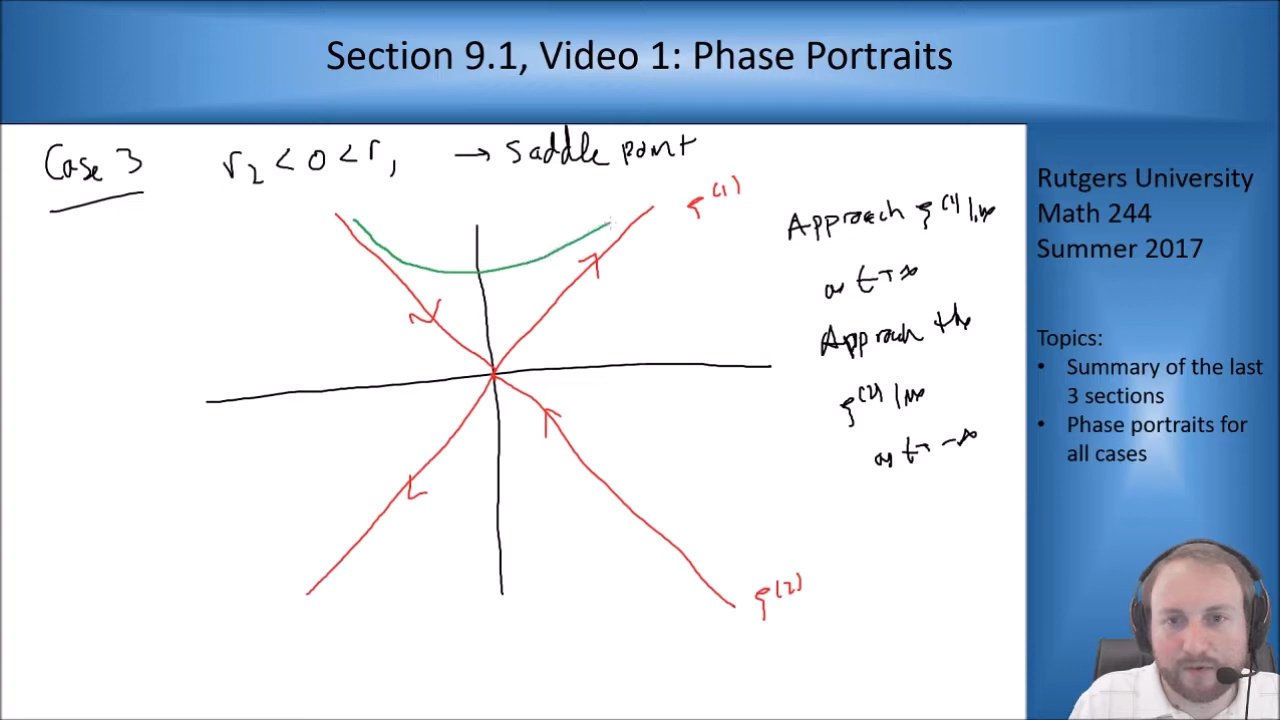 Section 9.1, Video 1: Phase Portraits
Case 3 r₂ < 0 < r₁ → saddle point
ξ⁽¹⁾
Approach ξ⁽¹⁾ line
as t→∞
Approach the
ξ⁽²⁾ line
as t→ -∞
ξ⁽²⁾
Rutgers University
Math 244
Summer 2017
Topics:
• Summary of the last
3 sections
• Phase portraits for
all cases